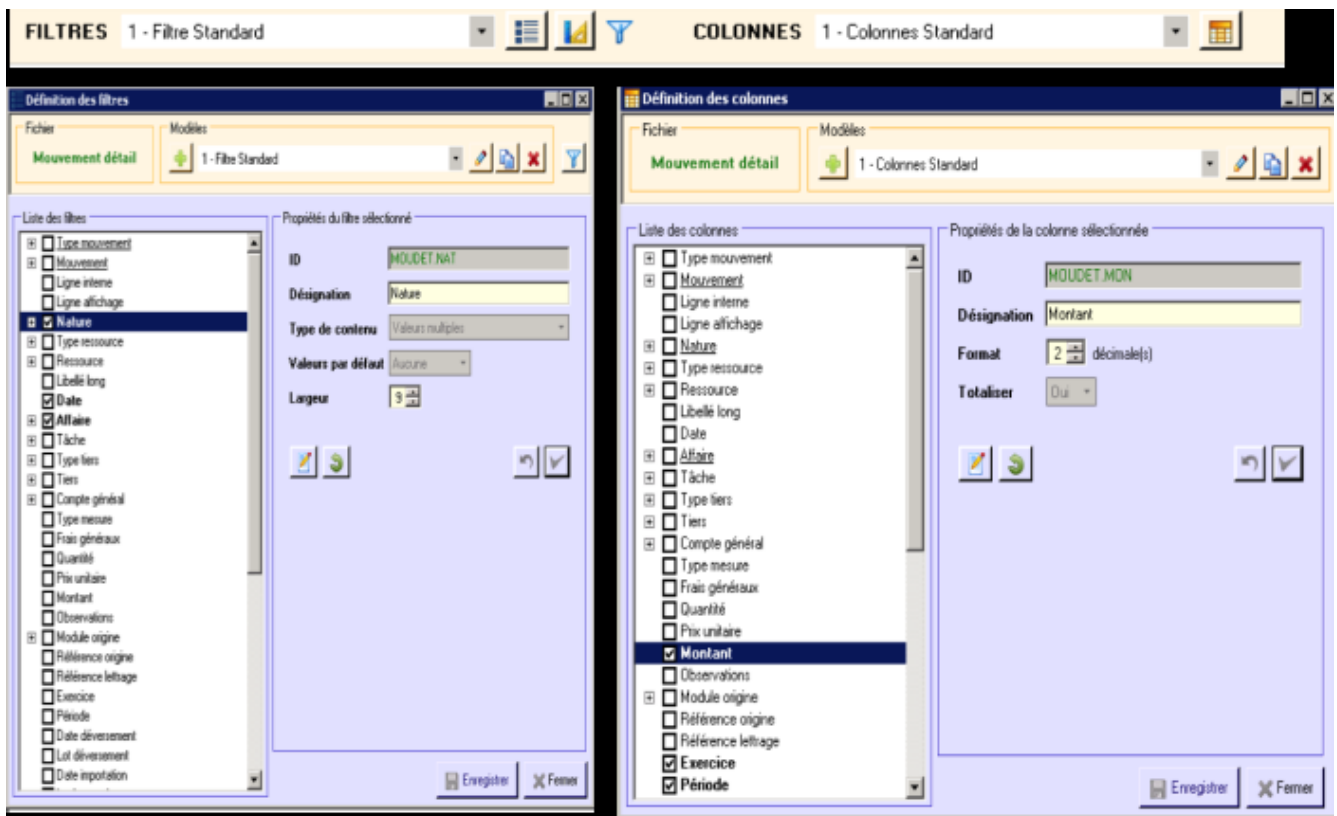 FILTRES 1 - Filtre Standard COLONNES 1 - Colonnes Standard
Définition des filtres
Fichier Modèles
Mouvement détail 1 - Filtre Standard
Liste des filtres
Type mouvement
Mouvement
Ligne interne
Ligne affichage
Nature
Type ressource
Ressource
Libellé long
Date
Affaire
Tâche
Type tiers
Tiers
Compte général
Type mesure
Frais généraux
Quantité
Prix unitaire
Montant
Observations
Module origine
Référence origine
Référence lettrage
Exercice
Période
Date déversement
Lot déversement
Date importation
Propriétés du filtre sélectionné
ID MOUDET.NAT
Désignation Nature
Type de contenu Valeurs multiples
Valeurs par défaut Aucune
Largeur 9
Enregistrer Fermer
Définition des colonnes
Fichier Modèles
Mouvement détail 1 - Colonnes Standard
Liste des colonnes
Type mouvement
Mouvement
Ligne interne
Ligne affichage
Nature
Type ressource
Ressource
Libellé long
Date
Affaire
Tâche
Type tiers
Tiers
Compte général
Type mesure
Frais généraux
Quantité
Prix unitaire
Montant
Observations
Module origine
Référence origine
Référence lettrage
Exercice
Période
Propriétés de la colonne sélectionnée
ID MOUDET.MON
Désignation Montant
Format 2 décimale(s)
Totaliser Oui
Enregistrer Fermer